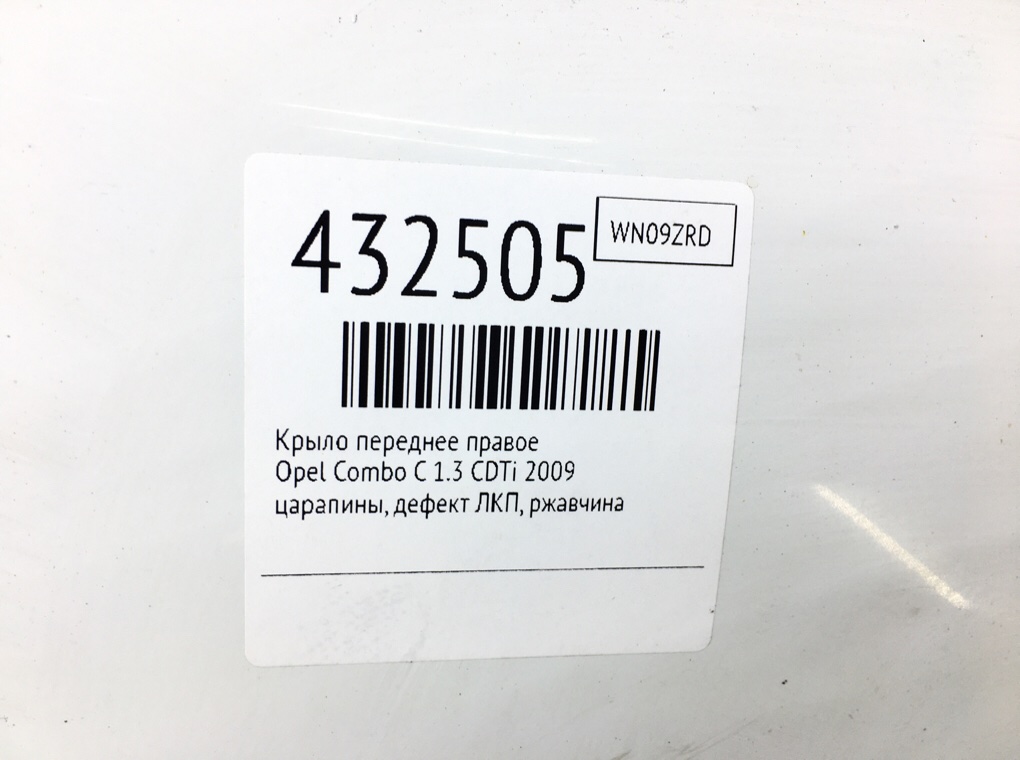 432505
WN09ZRD
Крыло переднее правое
Opel Combo C 1.3 CDTi 2009
царапины, дефект ЛКП, ржавчина